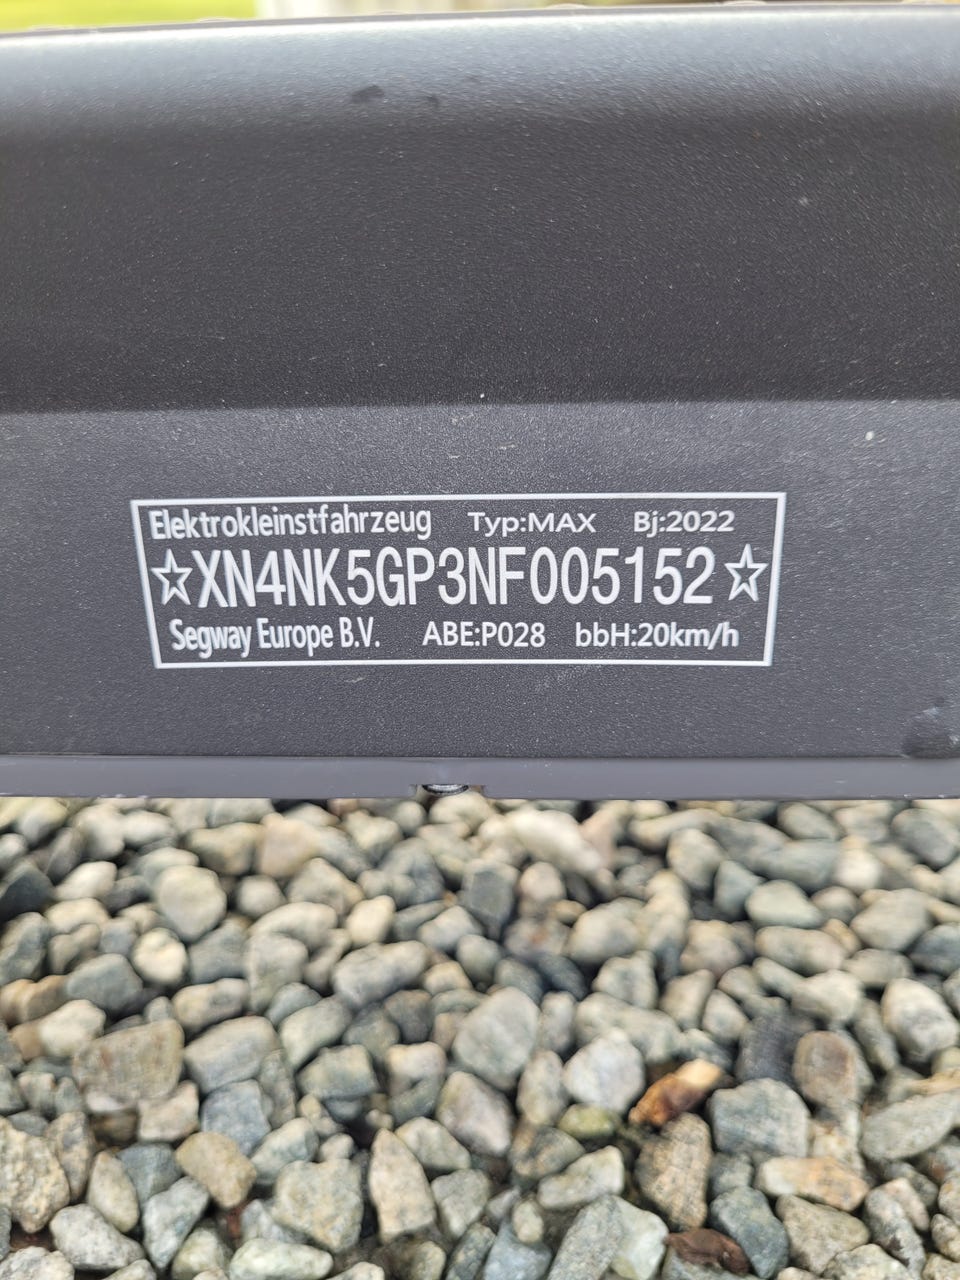 Elektrokleinstfahrzeug Typ:MAX Bj:2022
☆XN4NK5GP3NF005152☆
Segway Europe B.V. ABE:P028 bbH:20km/h